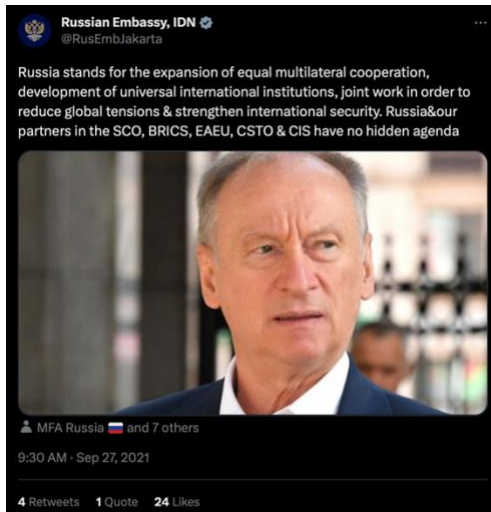 Russian Embassy, IDN
@RusEmbJakarta
Russia stands for the expansion of equal multilateral cooperation,
development of universal international institutions, joint work in order to
reduce global tensions & strengthen international security. Russia&our
partners in the SCO, BRICS, EAEU, CSTO & CIS have no hidden agenda
MFA Russia 🇷🇺 and 7 others
9:30 AM · Sep 27, 2021
4 Retweets 1 Quote 24 Likes